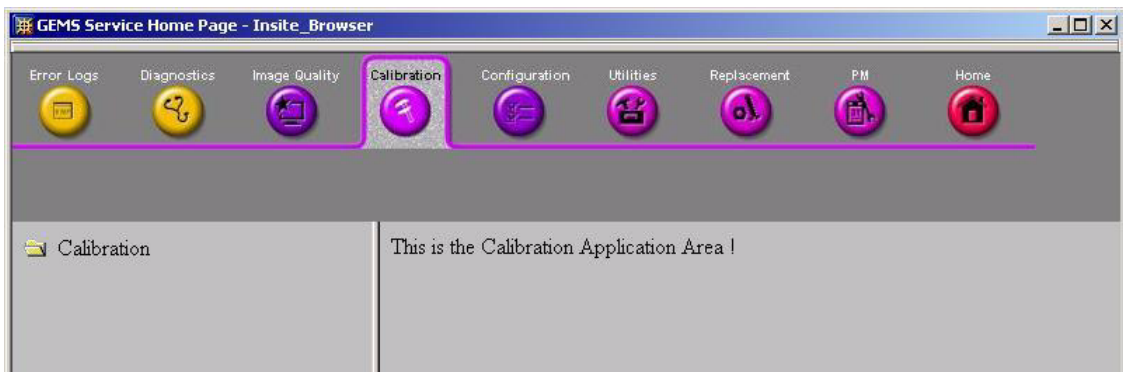 GEMS Service Home Page - Insite_Browser
Error Logs Diagnostics Image Quality Calibration Configuration Utilities Replacement PM Home
Calibration
This is the Calibration Application Area !